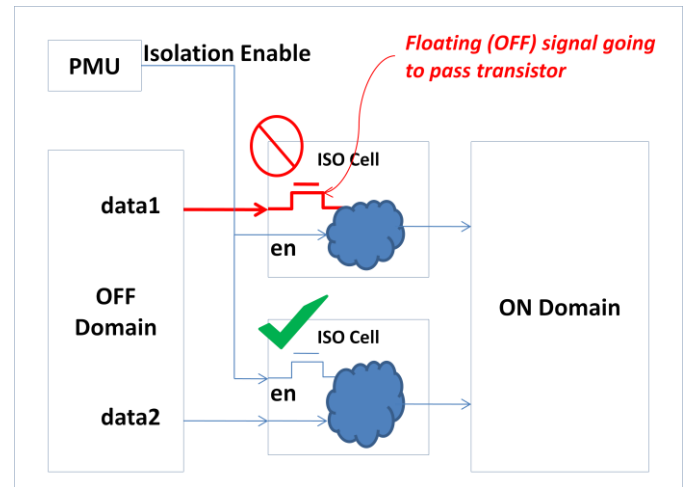 PMU
Isolation Enable
Floating (OFF) signal going
to pass transistor
ISO Cell
data1
en
OFF
Domain
ON Domain
ISO Cell
en
data2